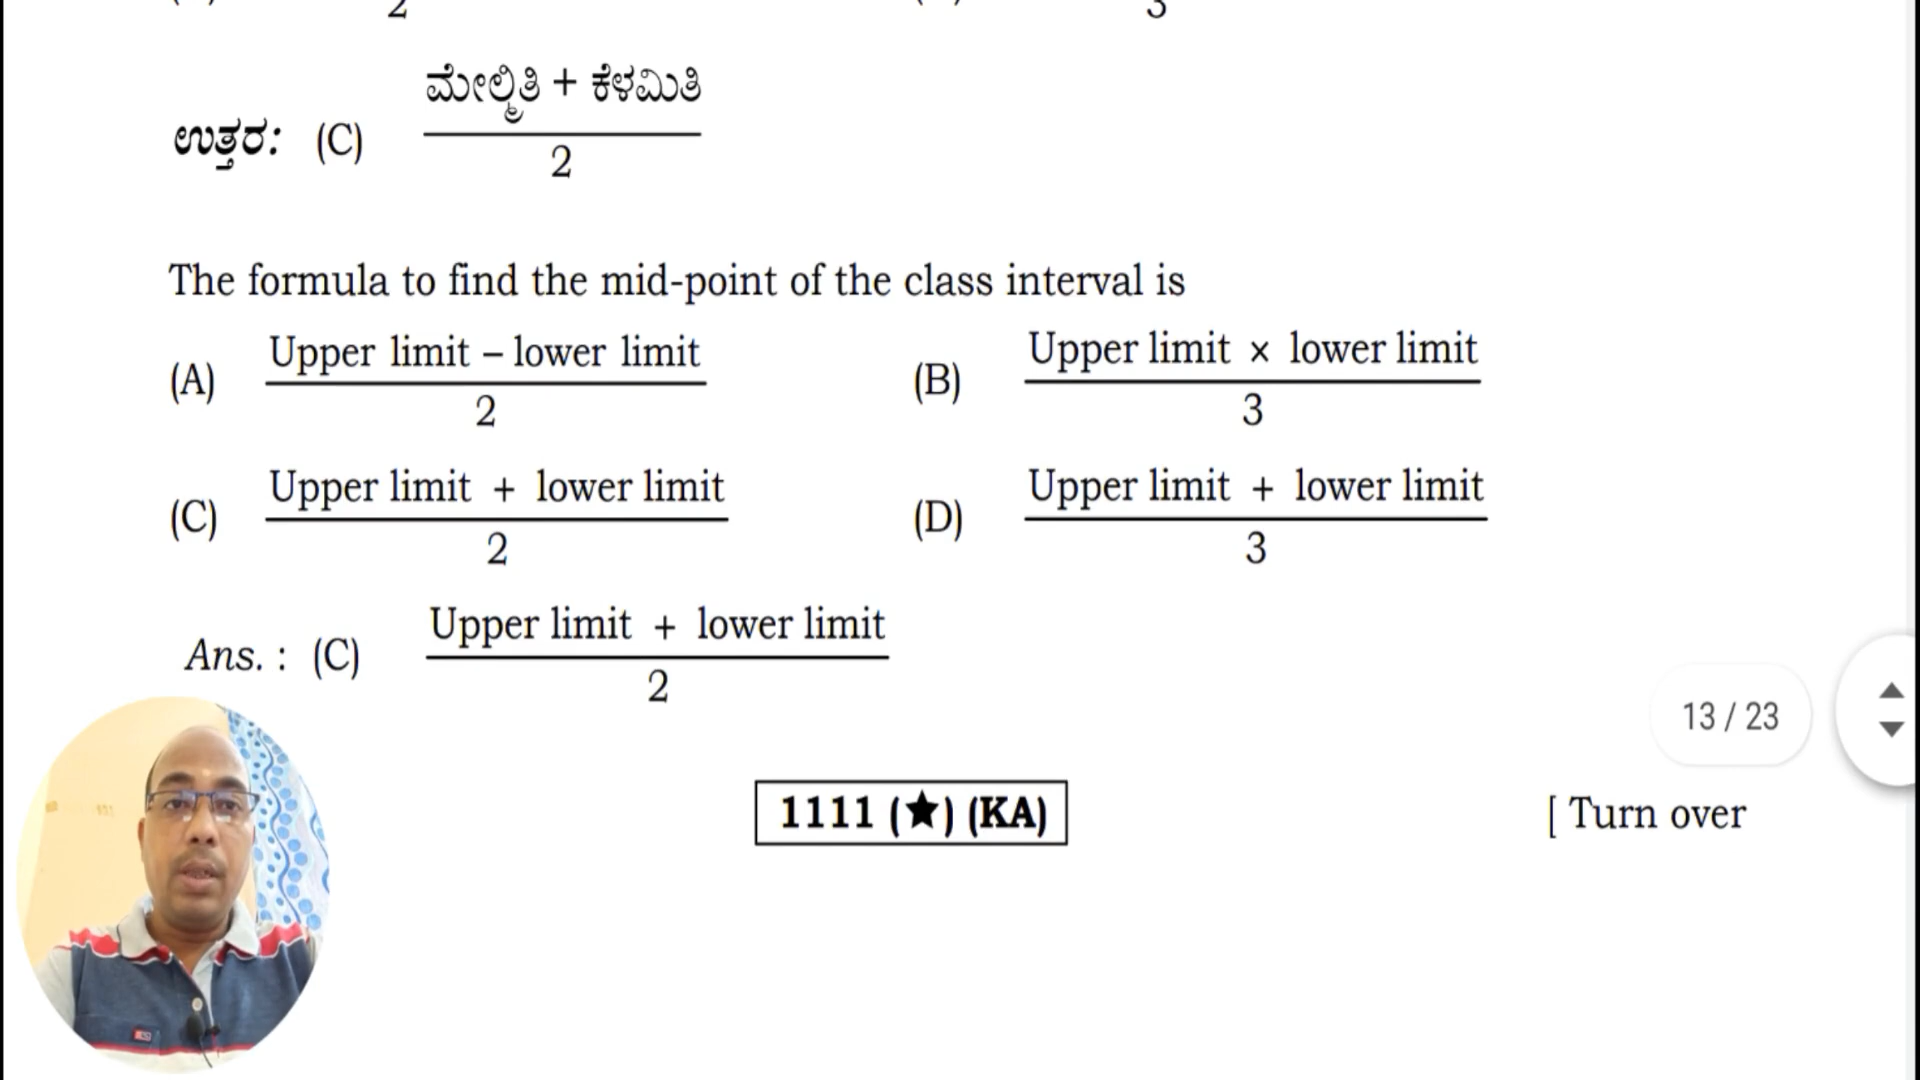 ಮೇಲ್ಮಿತಿ + ಕೆಳಮಿತಿ
ಉತ್ತರ: (C)
2
The formula to find the mid-point of the class interval is
Upper limit – lower limit
(A)
2
Upper limit × lower limit
(B)
3
Upper limit + lower limit
(C)
2
Upper limit + lower limit
(D)
3
Upper limit + lower limit
Ans. : (C)
2
13 / 23
1111 (★) (KA)
[ Turn over